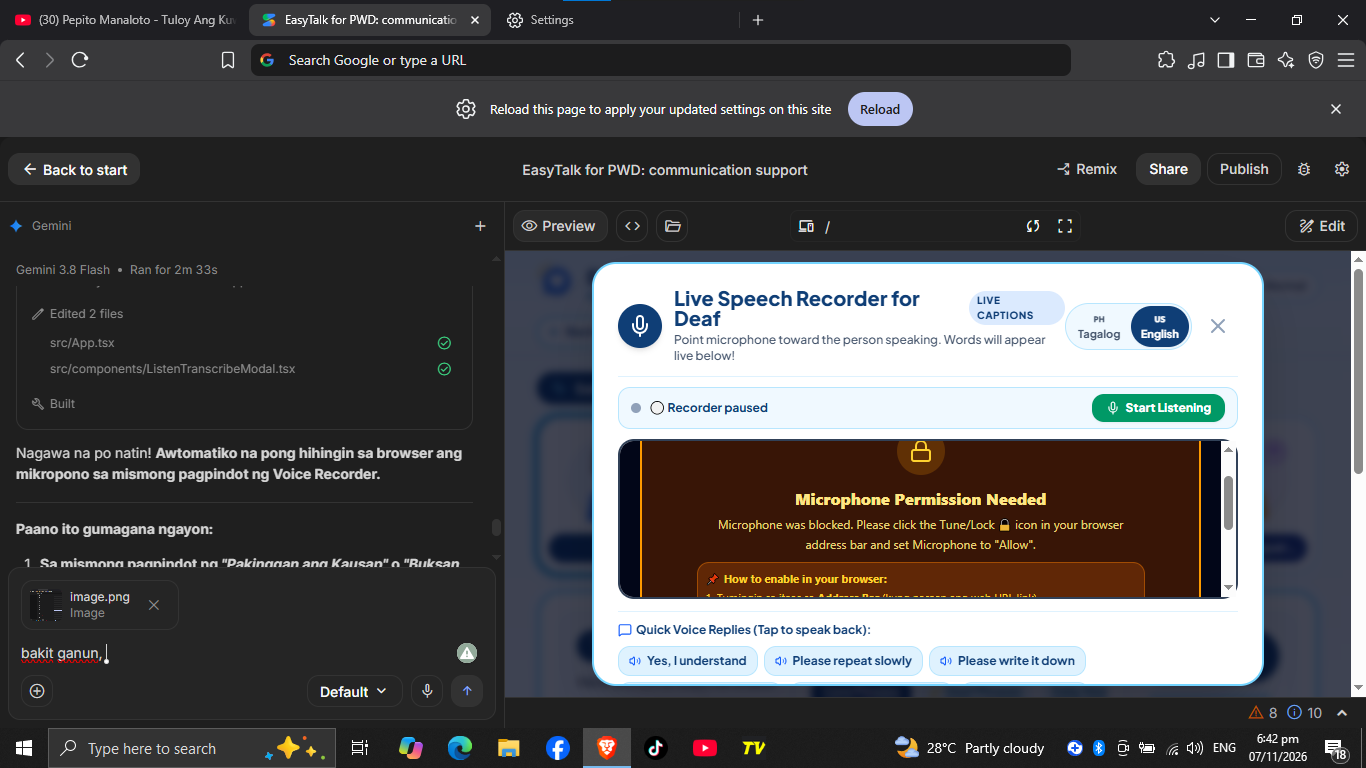 (30) Pepito Manaloto - Tuloy Ang Ku
EasyTalk for PWD: communicatio
Settings
Search Google or type a URL
Reload this page to apply your updated settings on this site
Reload
Back to start
EasyTalk for PWD: communication support
Remix
Share
Publish
Gemini
Preview
/
Edit
Gemini 3.8 Flash • Ran for 2m 33s
Edited 2 files
src/App.tsx
src/components/ListenTranscribeModal.tsx
Built
Nagawa na po natin! Awtomatiko na pong hihingin sa browser ang
mikropono sa mismong pagpindot ng Voice Recorder.
Paano ito gumagana ngayon:
1. Sa mismong pagpindot ng "Pakinggan ang Kausap" o "Buksan
image.png
Image
bakit ganun,
Default
Live Speech Recorder for
Deaf
LIVE
CAPTIONS
PH
Tagalog
US
English
Point microphone toward the person speaking. Words will appear
live below!
Recorder paused
Start Listening
Microphone Permission Needed
Microphone was blocked. Please click the Tune/Lock 🔒 icon in your browser
address bar and set Microphone to "Allow".
📌 How to enable in your browser:
Quick Voice Replies (Tap to speak back):
Yes, I understand
Please repeat slowly
Please write it down
8
10
Type here to search
TV
28°C Partly cloudy
ENG
6:42 pm
07/11/2026
18